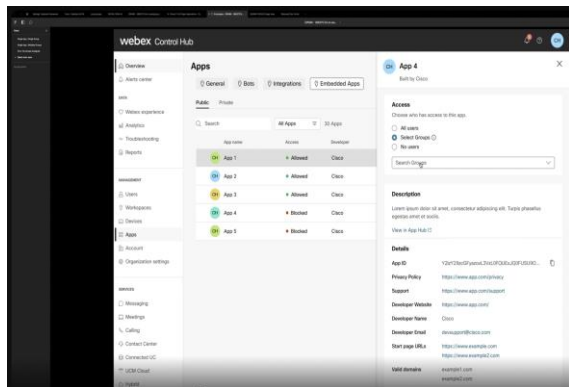 webex Control Hub
Overview
Alerts center
Webex experience
Analytics
Troubleshooting
Reports
MANAGEMENT
Users
Workspaces
Devices
Apps
Account
Organization settings
SERVICES
Messaging
Meetings
Calling
Contact Center
Connected UC
UCM Cloud
Hybrid
Apps
General
Bots
Integrations
Embedded Apps
Public Private
Search
All Apps
30 Apps
App name Access Developer
CH App 1 Allowed Cisco
CH App 2 Allowed Cisco
CH App 3 Allowed Cisco
CH App 4 Blocked Cisco
CH App 5 Blocked Cisco
CH
CH App 4
Built by Cisco
Access
Choose who has access to this app.
All users
Select Groups
No users
Search Groups
Description
Lorem ipsum dolor sit amet, consectetur adipiscing elit. Turpis phasellus
egestas amet et sociis.
View in App Hub
Details
App ID
Privacy Policy https://www.app.com/privacy
Support https://www.app.com/support
Developer Website https://www.app.com/
Developer Name Cisco
Developer Email devsupport@cisco.com
Start page URLs https://www.example.com
https://www.example2.com
Valid domains example1.com
example2.com